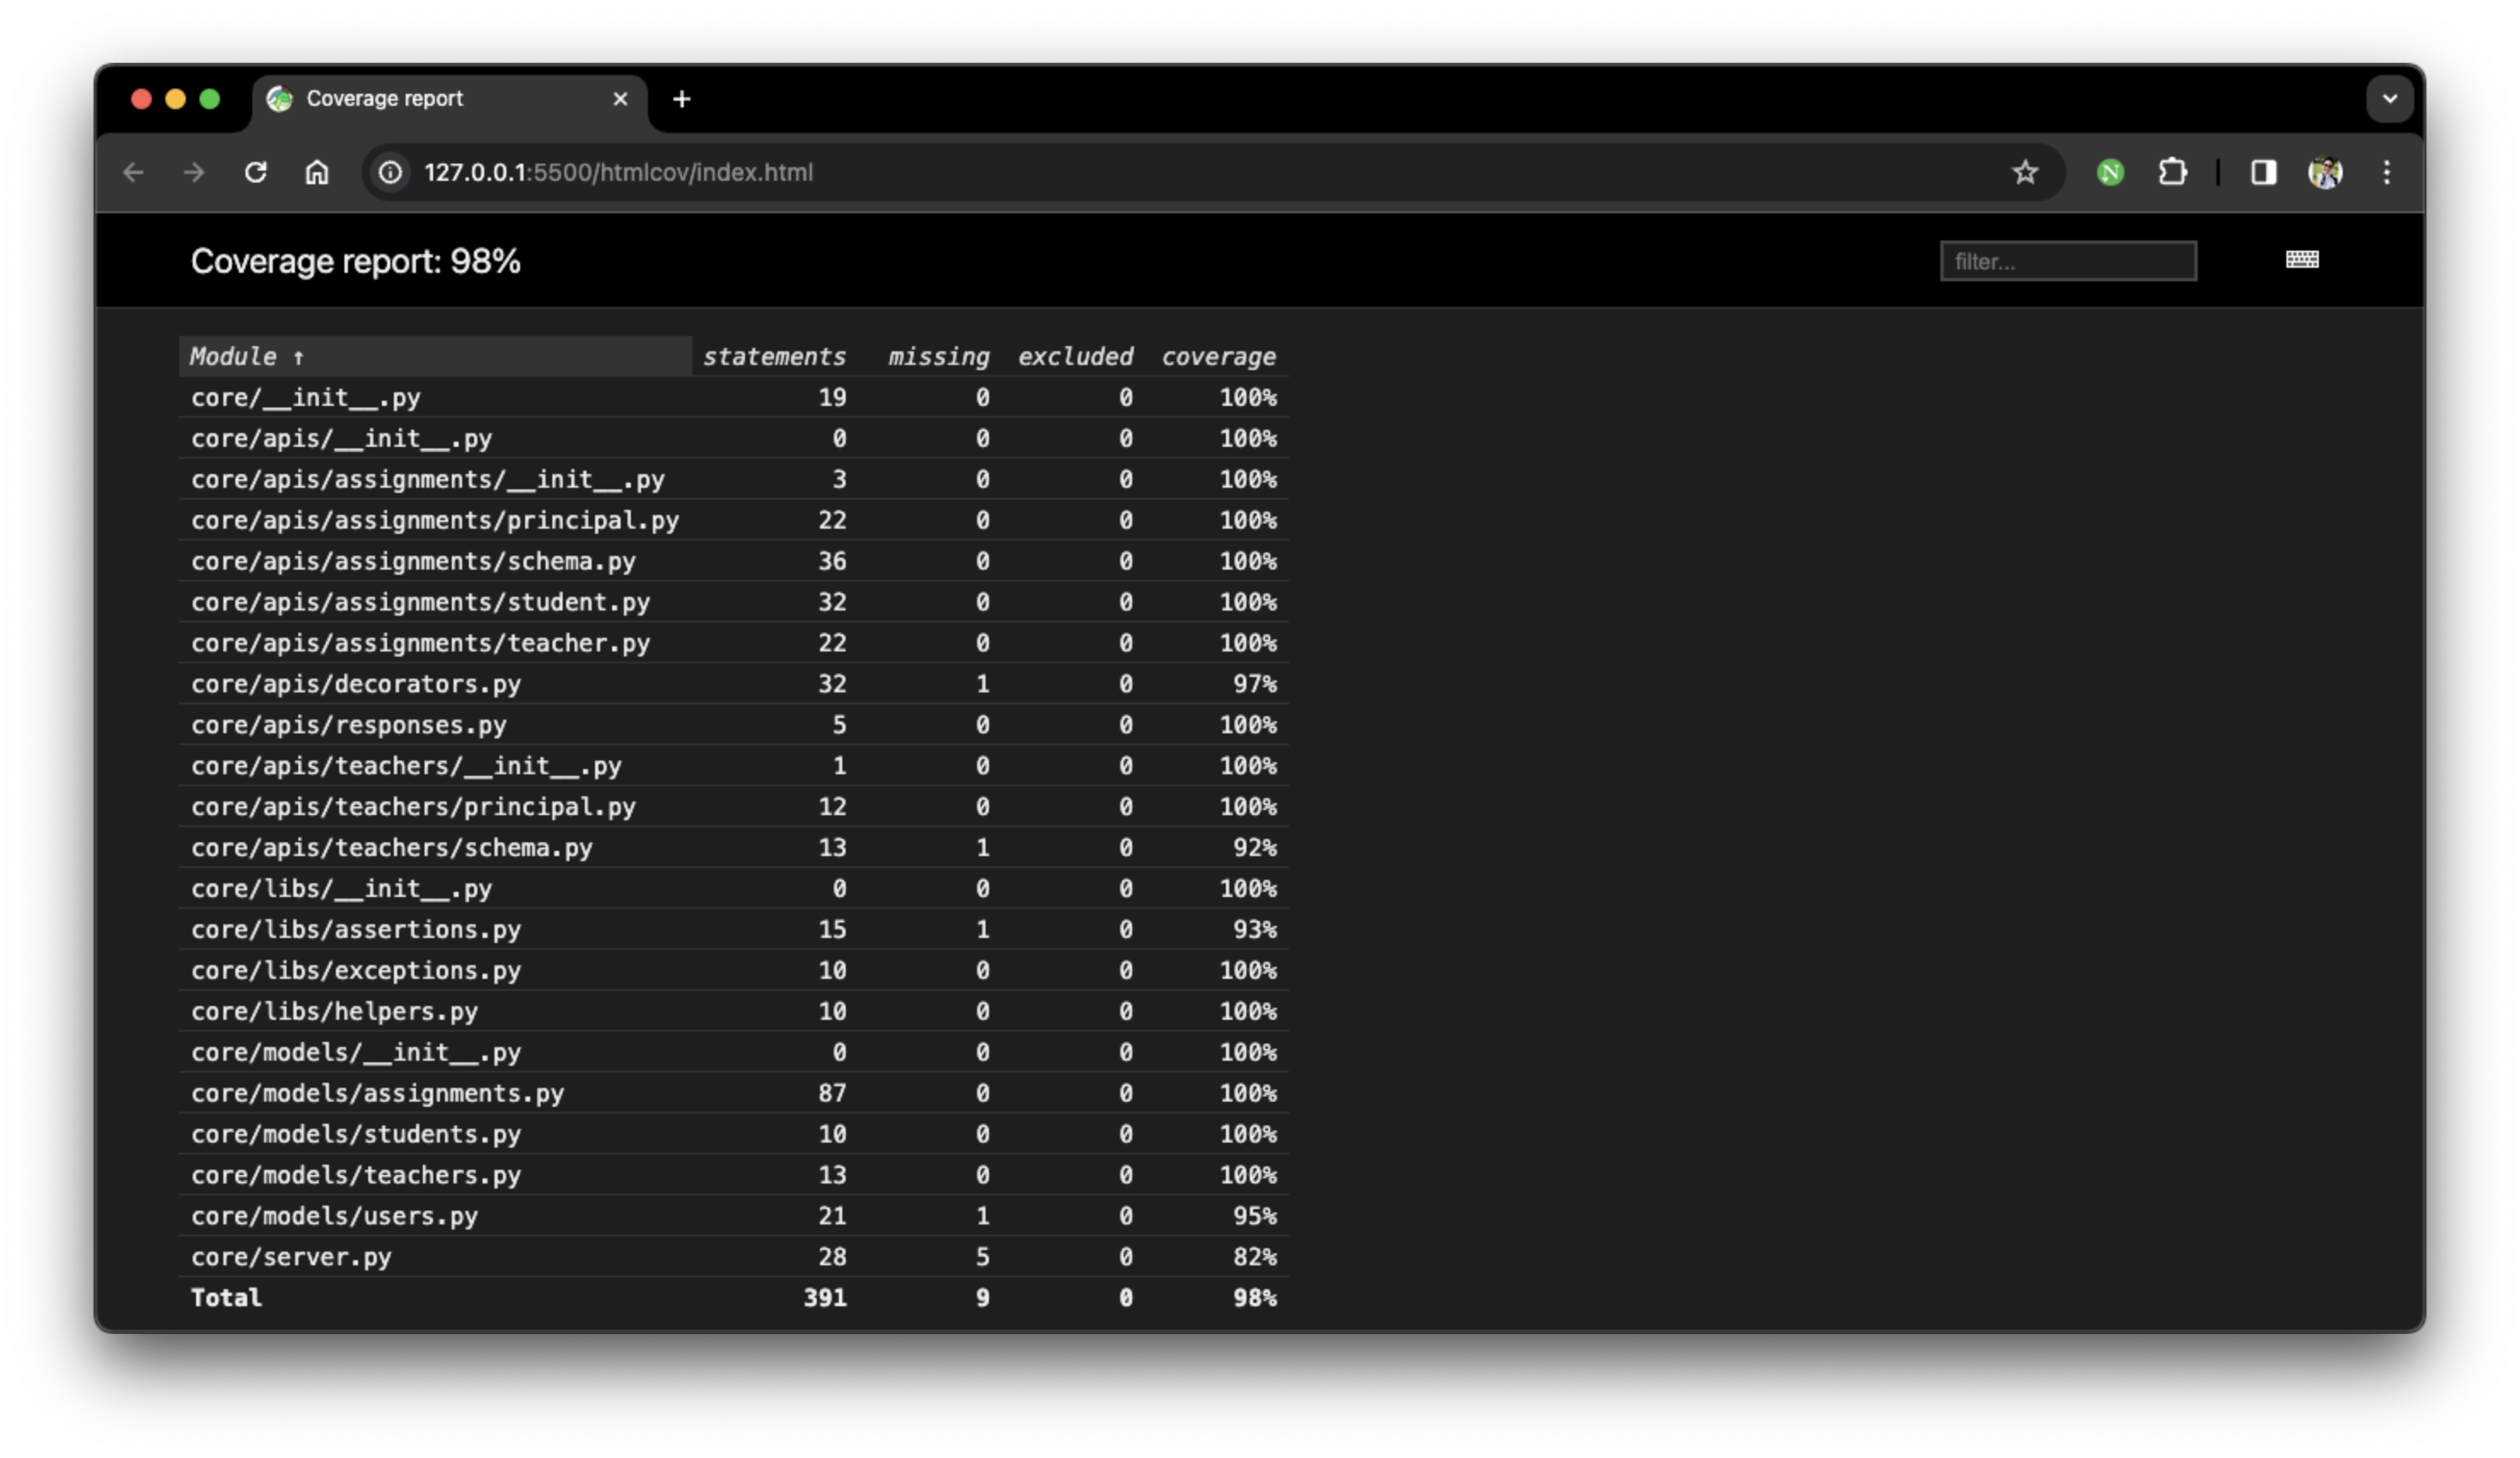 Coverage report
127.0.0.1:5500/htmlcov/index.html
Coverage report: 98%
filter...
Module ↑ statements missing excluded coverage
core/__init__.py 19 0 0 100%
core/apis/__init__.py 0 0 0 100%
core/apis/assignments/__init__.py 3 0 0 100%
core/apis/assignments/principal.py 22 0 0 100%
core/apis/assignments/schema.py 36 0 0 100%
core/apis/assignments/student.py 32 0 0 100%
core/apis/assignments/teacher.py 22 0 0 100%
core/apis/decorators.py 32 1 0 97%
core/apis/responses.py 5 0 0 100%
core/apis/teachers/__init__.py 1 0 0 100%
core/apis/teachers/principal.py 12 0 0 100%
core/apis/teachers/schema.py 13 1 0 92%
core/libs/__init__.py 0 0 0 100%
core/libs/assertions.py 15 1 0 93%
core/libs/exceptions.py 10 0 0 100%
core/libs/helpers.py 10 0 0 100%
core/models/__init__.py 0 0 0 100%
core/models/assignments.py 87 0 0 100%
core/models/students.py 10 0 0 100%
core/models/teachers.py 13 0 0 100%
core/models/users.py 21 1 0 95%
core/server.py 28 5 0 82%
Total 391 9 0 98%